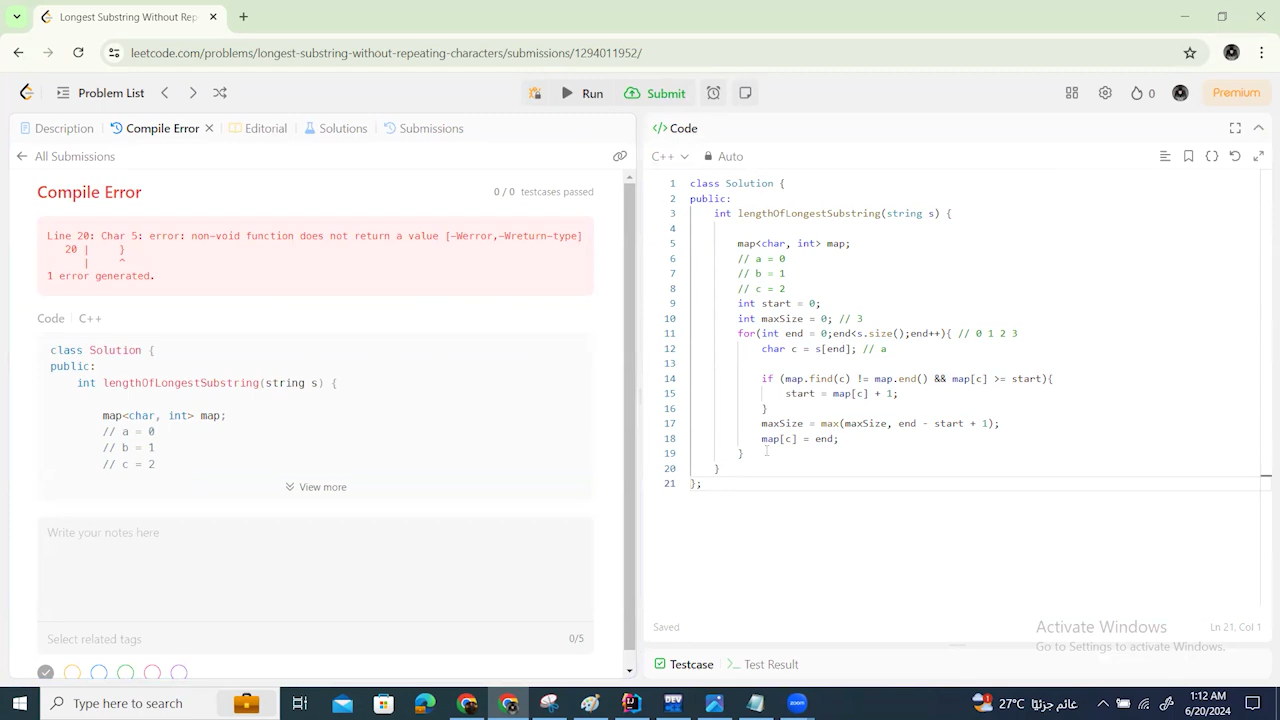 Longest Substring Without Rep
leetcode.com/problems/longest-substring-without-repeating-characters/submissions/1294011952/
Problem List
Run
Submit
0
Premium
Description
Compile Error
Editorial
Solutions
Submissions
Code
All Submissions
C++
Auto
Compile Error
0 / 0 testcases passed
Line 20: Char 5: error: non-void function does not return a value [-Werror,-Wreturn-type]
20 | }
| ^
1 error generated.
Code
C++
class Solution {
public:
int lengthOfLongestSubstring(string s) {
map<char, int> map;
// a = 0
// b = 1
// c = 2
View more
Write your notes here
Select related tags
0/5
1 class Solution {
2 public:
3 int lengthOfLongestSubstring(string s) {
4
5 map<char, int> map;
6 // a = 0
7 // b = 1
8 // c = 2
9 int start = 0;
10 int maxSize = 0; // 3
11 for(int end = 0;end<s.size();end++){ // 0 1 2 3
12 char c = s[end]; // a
13
14 if (map.find(c) != map.end() && map[c] >= start){
15 start = map[c] + 1;
16 }
17 maxSize = max(maxSize, end - start + 1);
18 map[c] = end;
19 }
20 }
21 };
Saved
Ln 21, Col 1
Activate Windows
Go to Settings to activate Windows.
Testcase
Test Result
Type here to search
1
27°C غائم جزئيًا
1:12 AM
6/20/2024